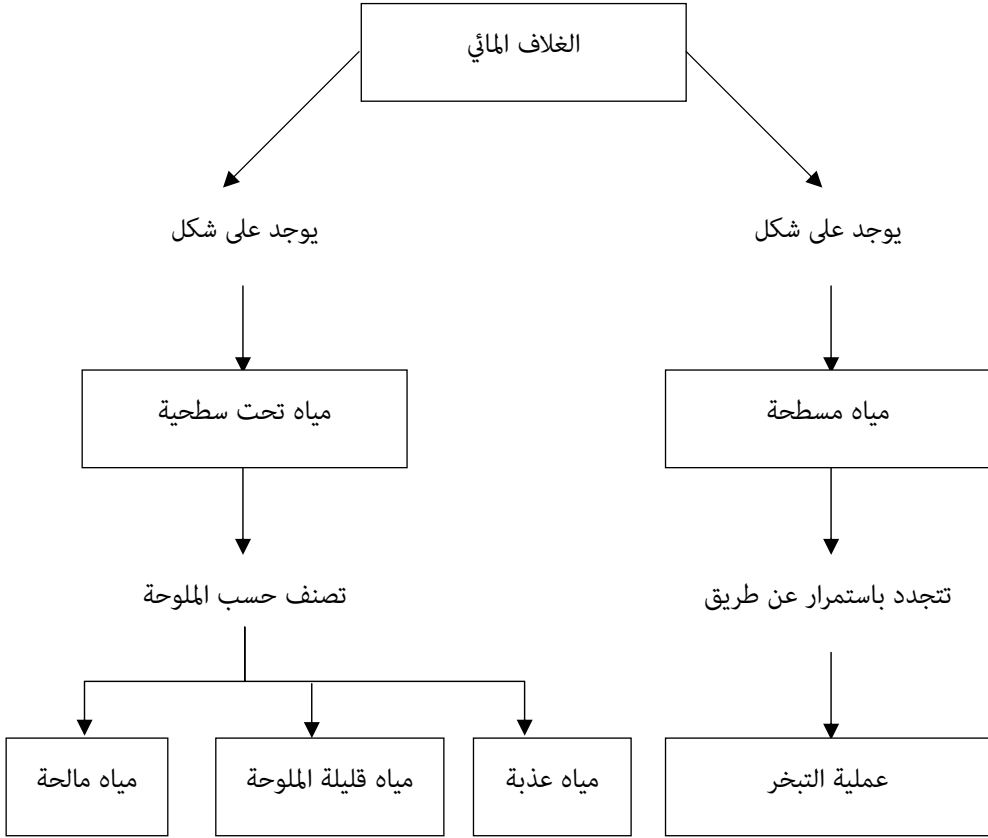 الغلاف المائي
يوجد على شكل
يوجد على شكل
مياه مسطحة
مياه تحت سطحية
تتجدد باستمرار عن طريق
تصنف حسب الملوحة
عملية التبخر
مياه عذبة
مياه قليلة الملوحة
مياه مالحة